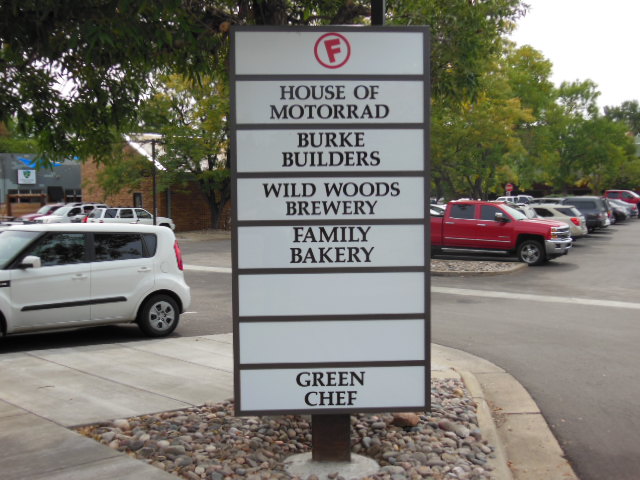 F
HOUSE OF
MOTORRAD
BURKE
BUILDERS
WILD WOODS
BREWERY
FAMILY
BAKERY
GREEN
CHEF